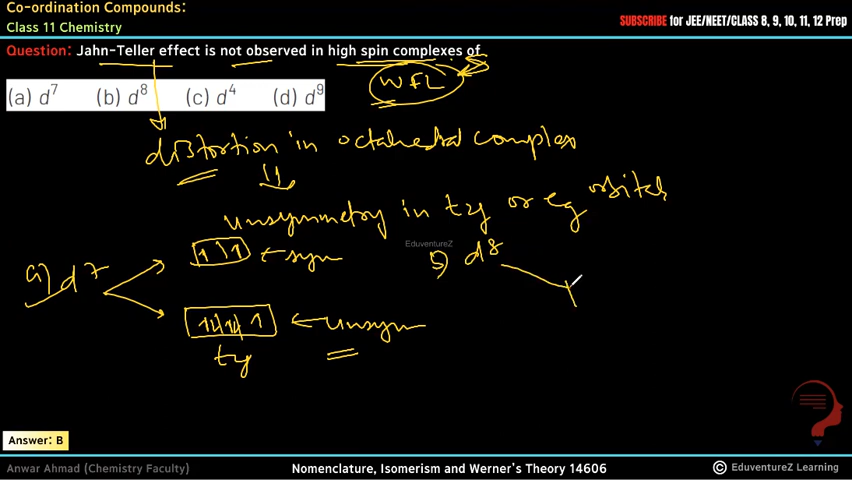 Co-ordination Compounds:
Class 11 Chemistry
SUBSCRIBE for JEE/NEET/CLASS 8, 9, 10, 11, 12 Prep
Question: Jahn-Teller effect is not observed in high spin complexes of
WFL
(a) d⁷ (b) d⁸ (c) d⁴ (d) d⁹
distortion in octahedral complex
unsymmetry in t2g or eg orbitals
EduventureZ
a) d7
1 1 ← sym
d8
← unsym
t2g
Answer: B
Anwar Ahmad (Chemistry Faculty)
Nomenclature, Isomerism and Werner's Theory 14606
© EduventureZ Learning